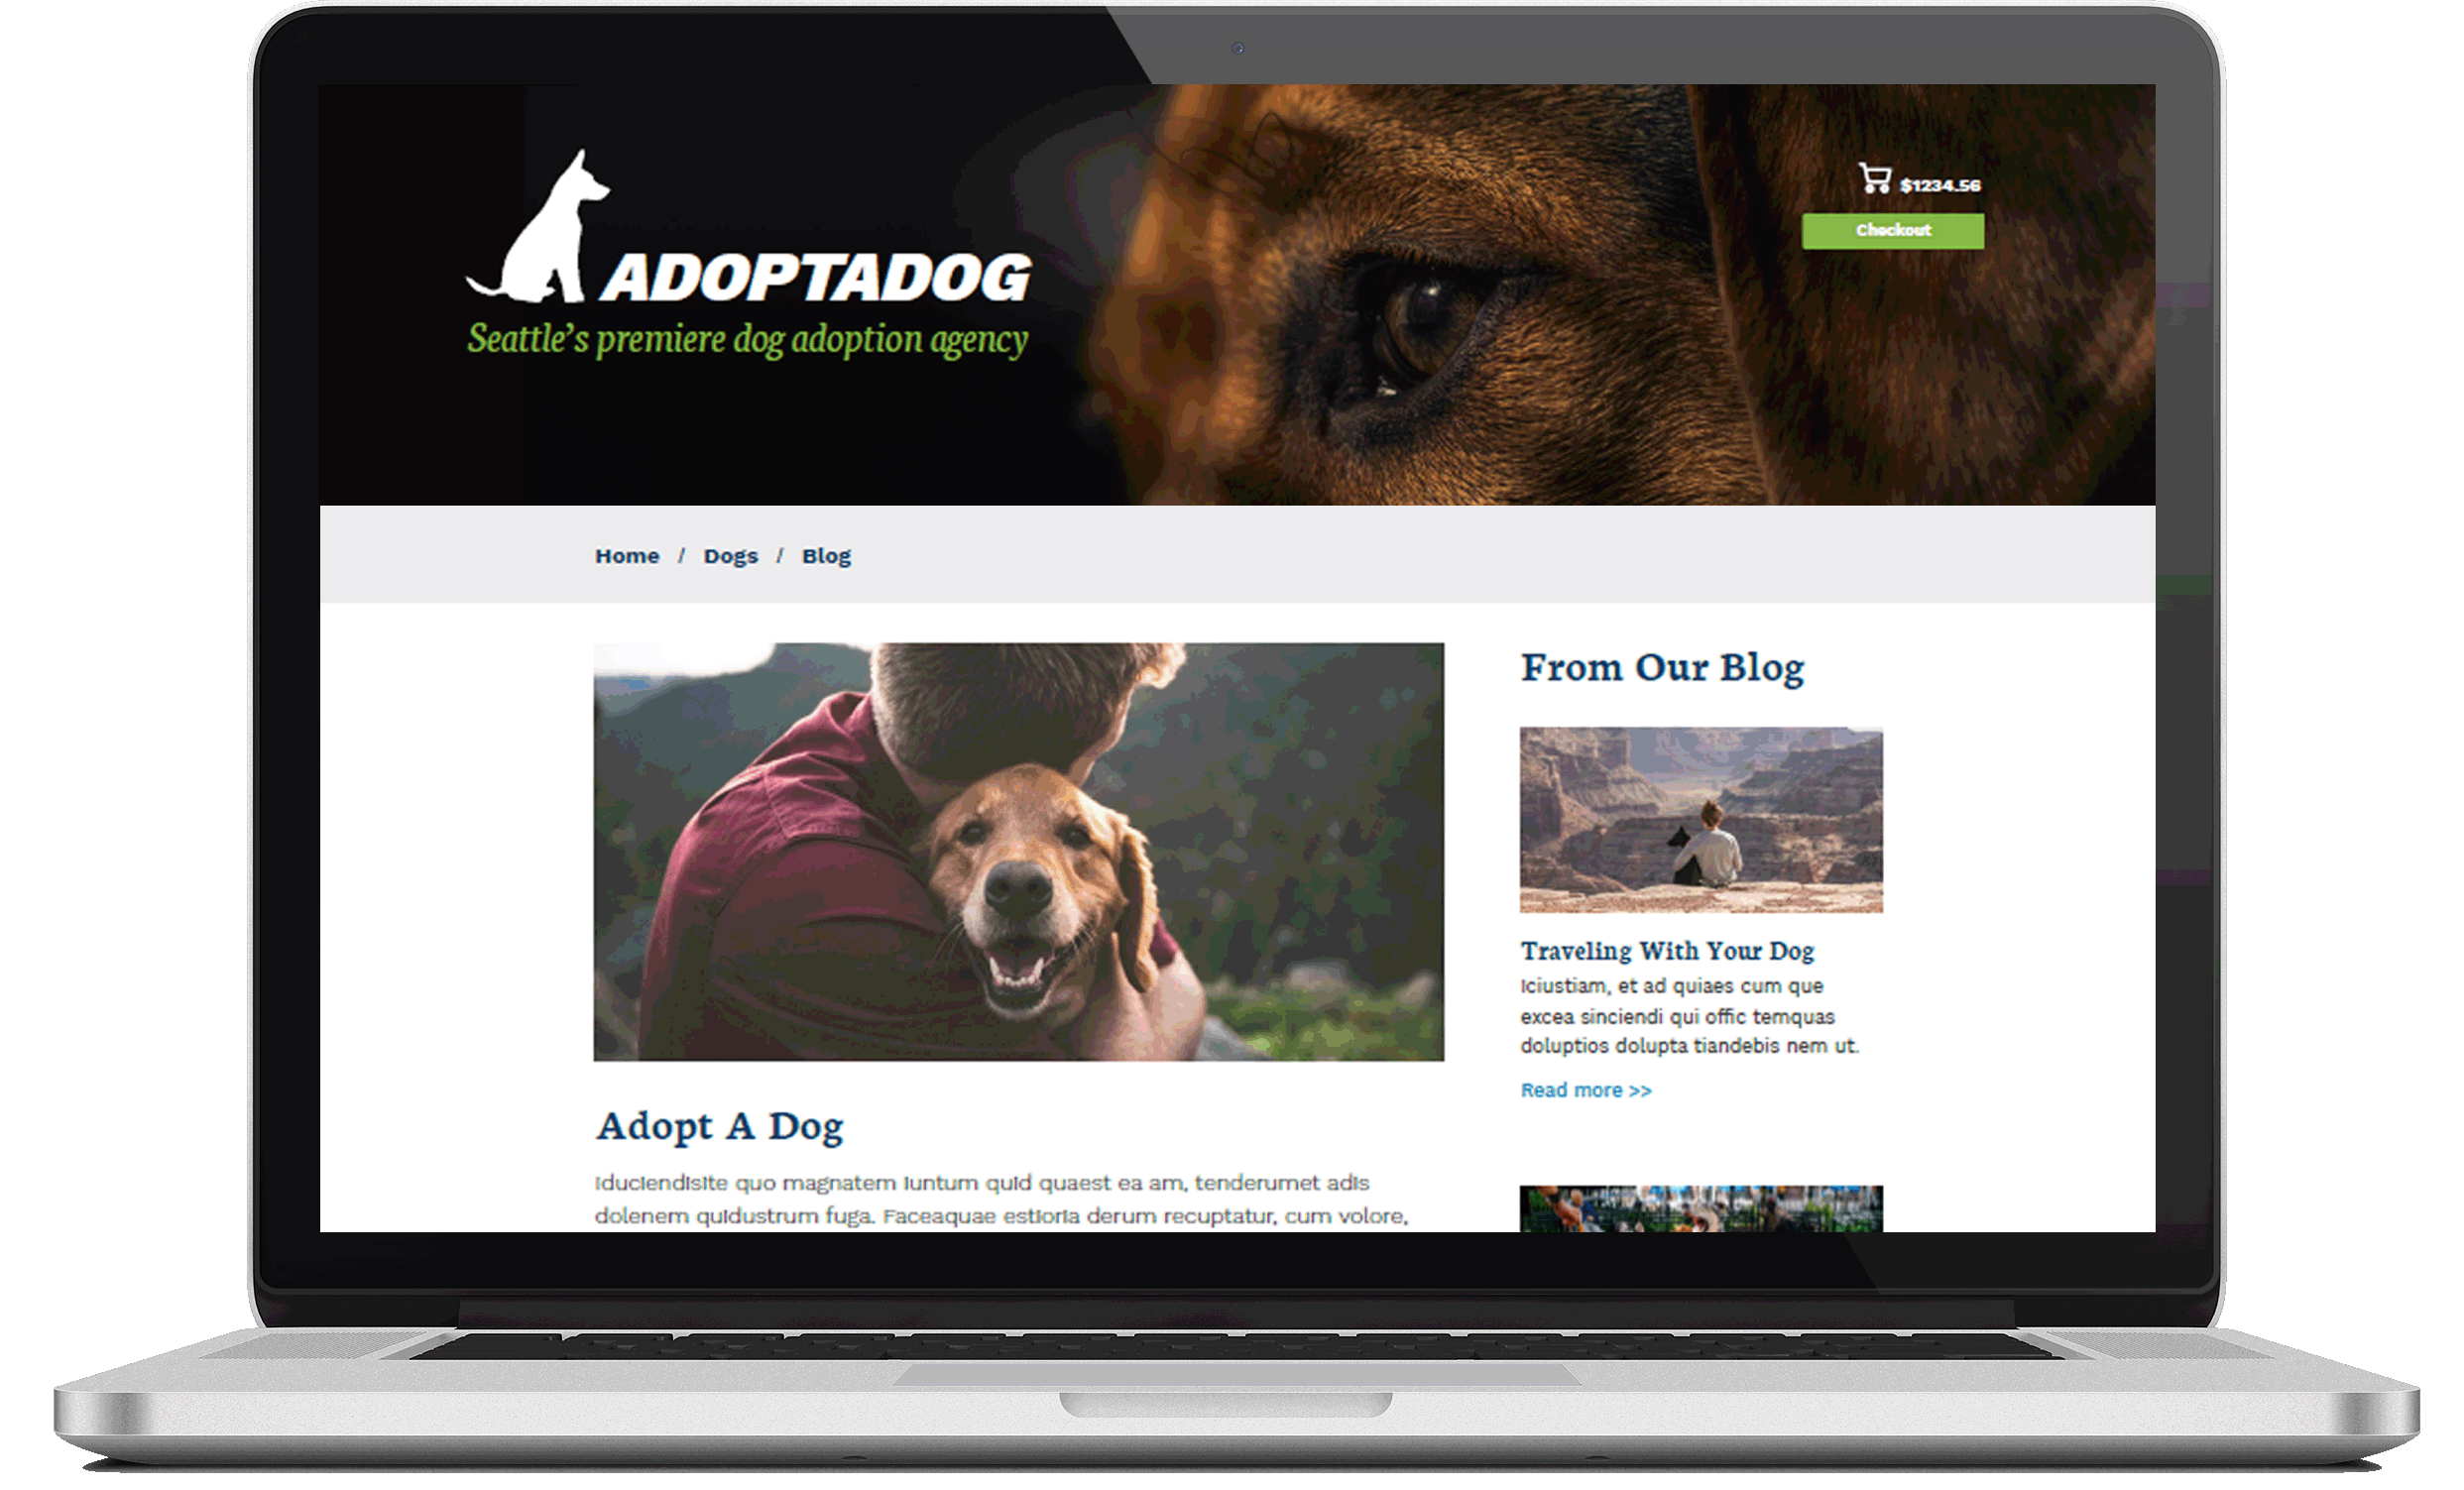 ADOPTADOG
Seattle's premiere dog adoption agency
$1234.56
Checkout
Home / Dogs / Blog
From Our Blog
Traveling With Your Dog
Iciustiam, et ad quiaes cum que
excea sinciendi qui offic temquas
doluptios dolupta tiandebis nem ut.
Read more >>
Adopt A Dog
Iduciendisite quo magnatem iuntum quid quaest ea am, tenderumet adis
dolenem quidustrum fuga. Faceaquae estioria derum recuptatur, cum volore,